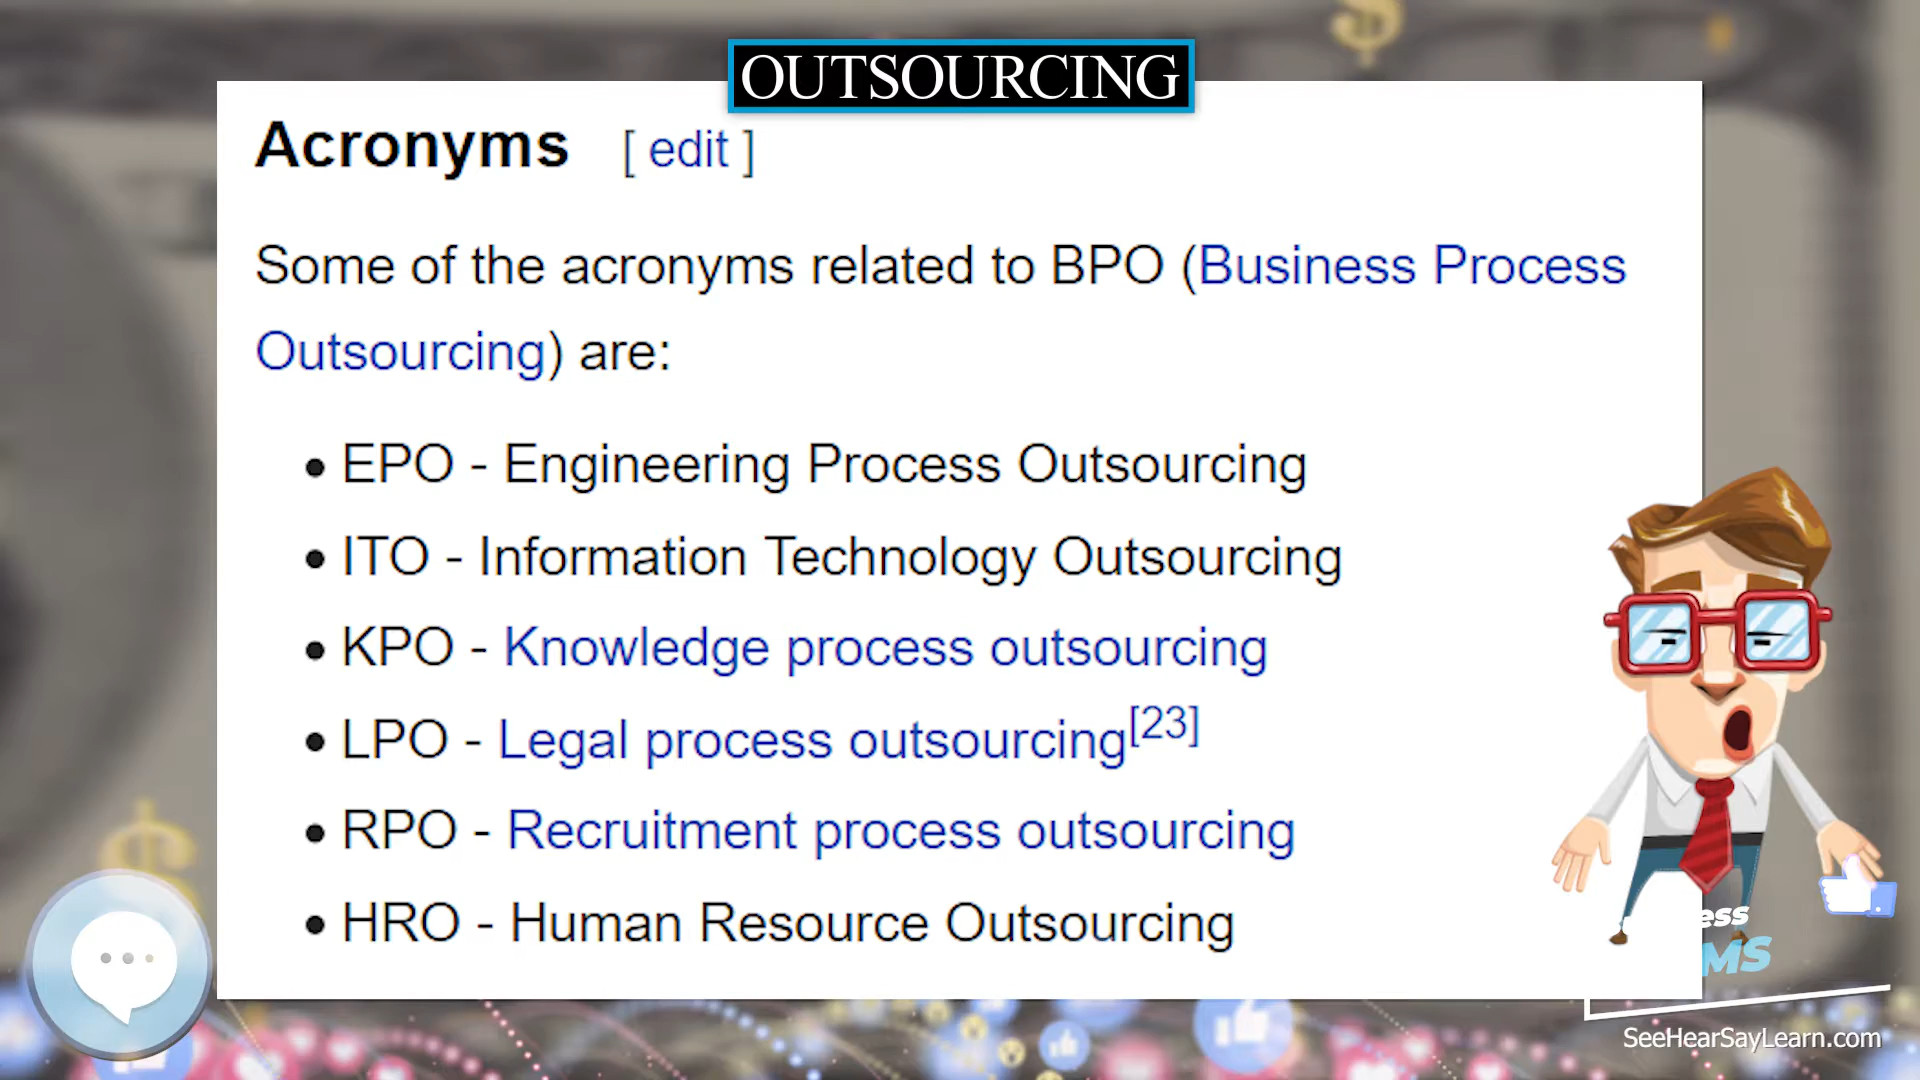 OUTSOURCING
Acronyms [ edit ]
Some of the acronyms related to BPO (Business Process
Outsourcing) are:
• EPO - Engineering Process Outsourcing
• ITO - Information Technology Outsourcing
• KPO - Knowledge process outsourcing
• LPO - Legal process outsourcing[23]
• RPO - Recruitment process outsourcing
• HRO - Human Resource Outsourcing
SeeHearSayLearn.com